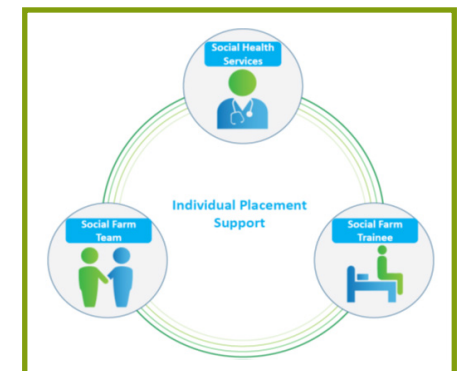 Social Health
Services
Individual Placement
Support
Social Farm
Team
Social Farm
Trainee